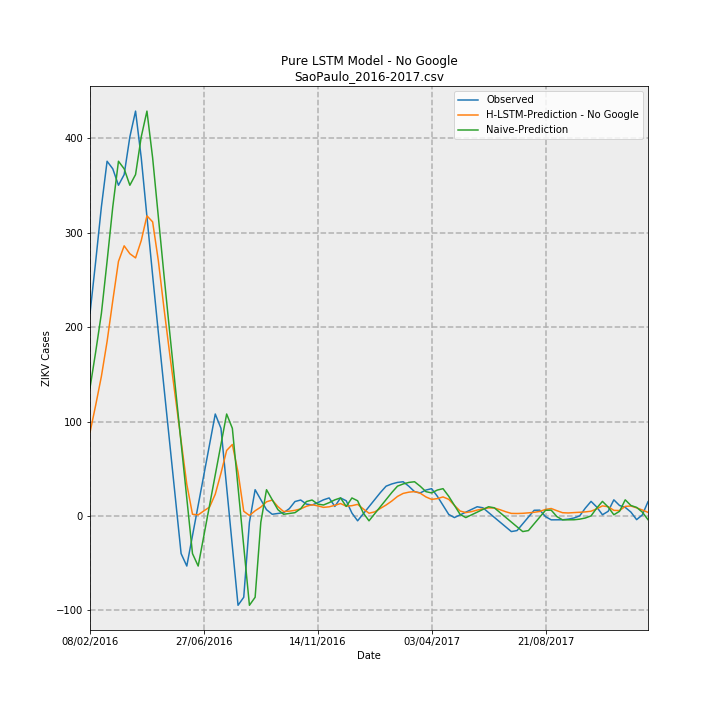 Pure LSTM Model - No Google
SaoPaulo_2016-2017.csv
Observed
H-LSTM-Prediction - No Google
Naive-Prediction
ZIKV Cases
400
300
200
100
0
−100
08/02/2016
27/06/2016
14/11/2016
03/04/2017
21/08/2017
Date